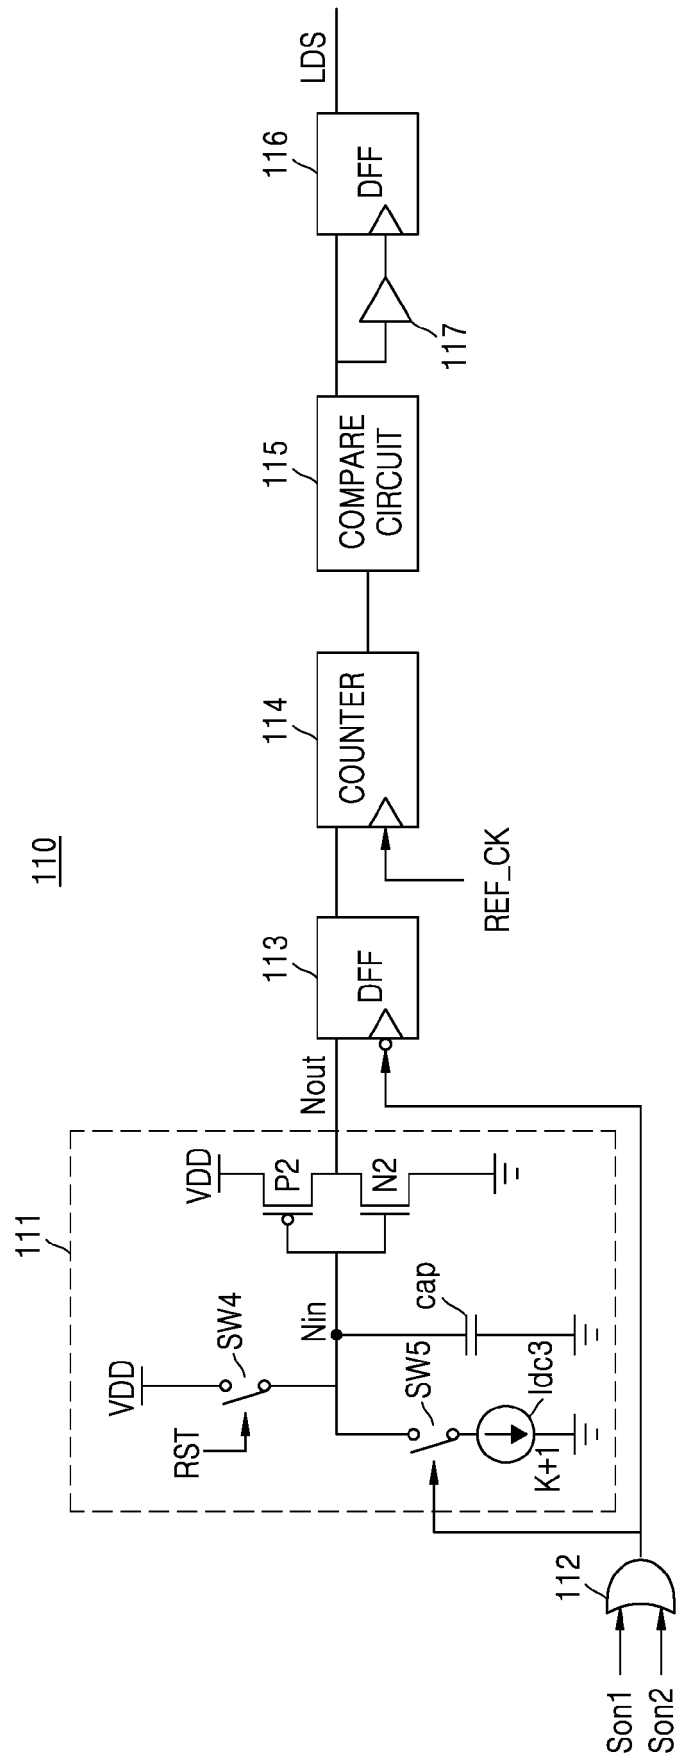 110
111
VDD
SW4
RST
VDD
P2
Nin
Nout
N2
cap
SW5
Idc3
K+1
112
Son1
Son2
113
DFF
114
COUNTER
REF_CK
115
COMPARE
CIRCUIT
117
116
DFF
LDS